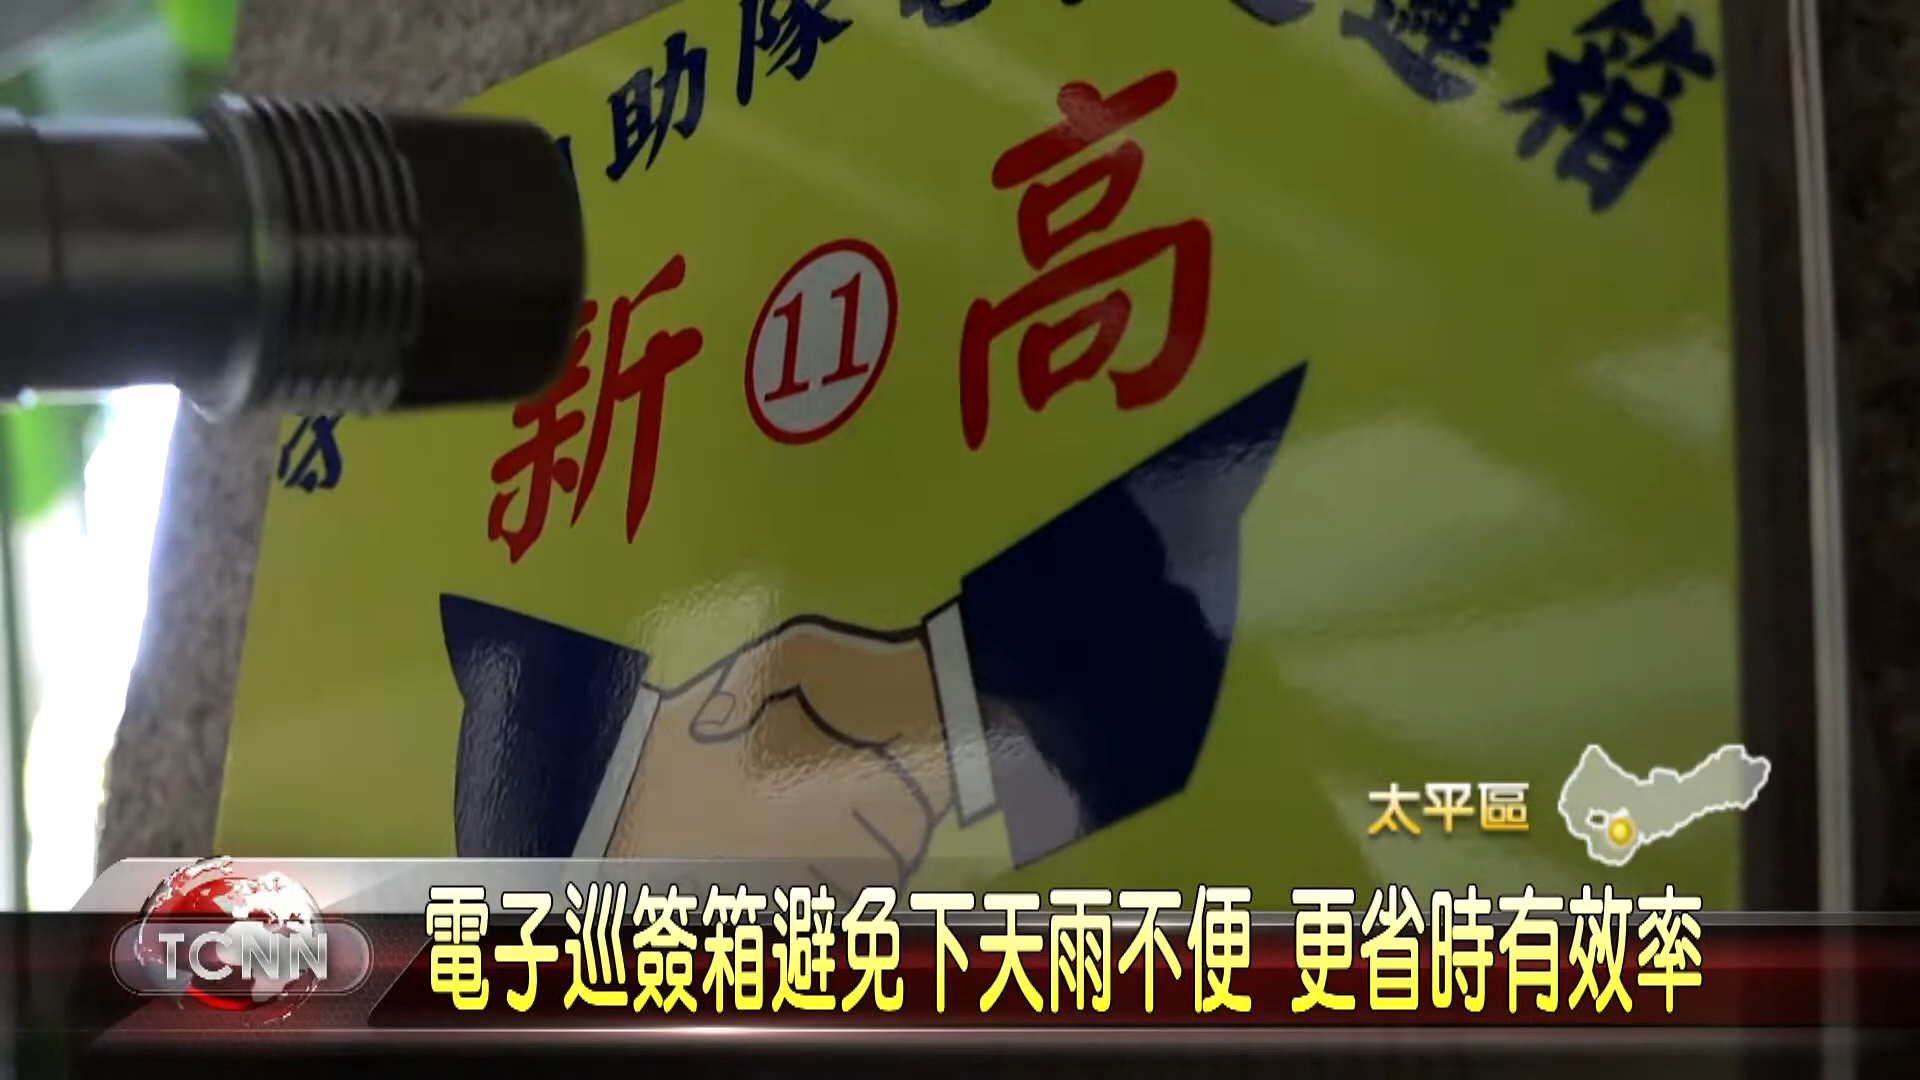 助隊
箱
新 11 高
太平區
TCNN
電子巡簽箱避免下天雨不便 更省時有效率